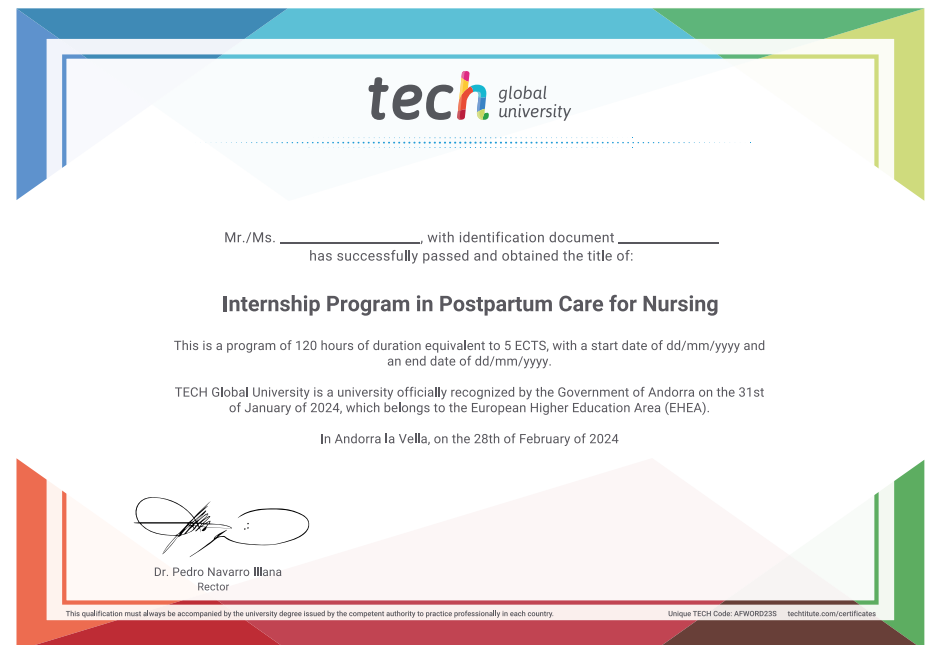 tech global
university
Mr./Ms. ____________________, with identification document ______________
has successfully passed and obtained the title of:
Internship Program in Postpartum Care for Nursing
This is a program of 120 hours of duration equivalent to 5 ECTS, with a start date of dd/mm/yyyy and
an end date of dd/mm/yyyy.
TECH Global University is a university officially recognized by the Government of Andorra on the 31st
of January of 2024, which belongs to the European Higher Education Area (EHEA).
In Andorra la Vella, on the 28th of February of 2024
Dr. Pedro Navarro Illana
Rector
This qualification must always be accompanied by the university degree issued by the competent authority to practice professionally in each country. Unique TECH Code: AFWORD23S techtitute.com/certificates